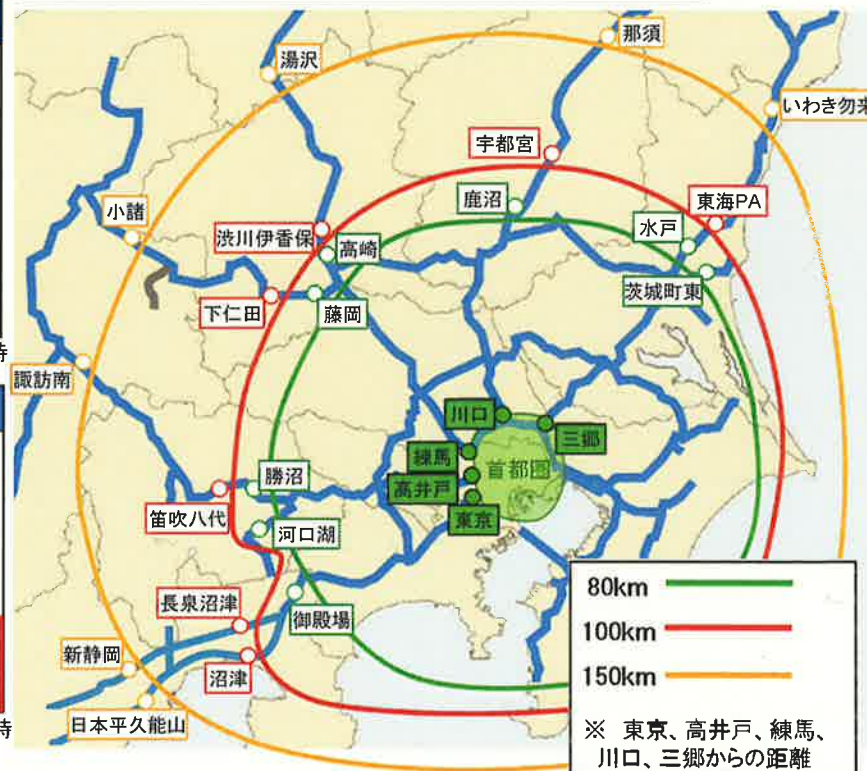 那須
湯沢
いわき勿来
宇都宮
鹿沼
東海PA
小諸
水戸
渋川伊香保
高崎
茨城町東
下仁田
藤岡
時
諏訪南
川口
三郷
練馬
首都圏
高井戸
勝沼
笛吹八代
東京
河口湖
80km
長泉沼津
御殿場
100km
新静岡
沼津
150km
日本平久能山
時
※ 東京、高井戸、練馬、
川口、三郷からの距離